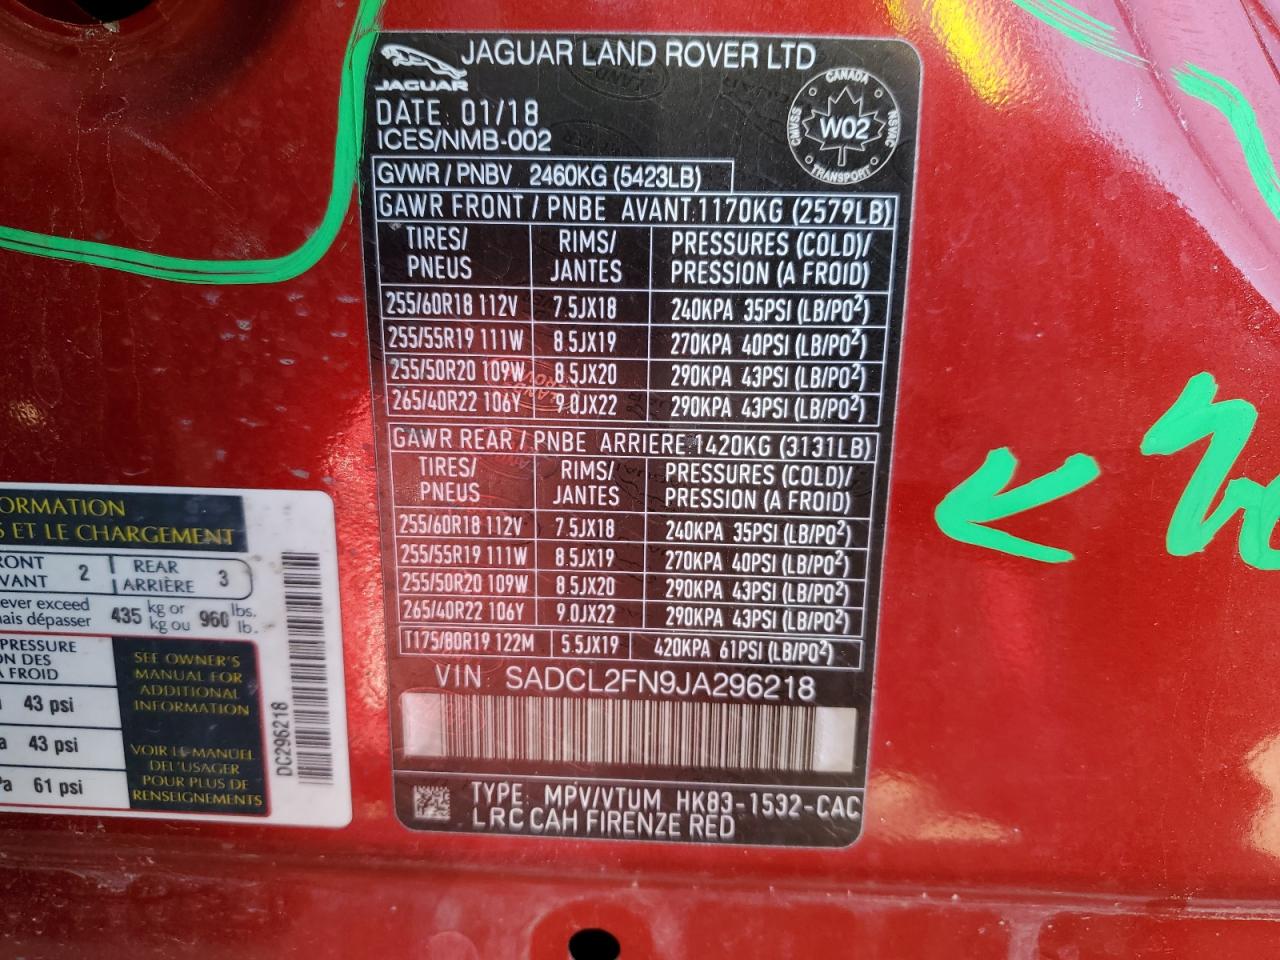 JAGUAR LAND ROVER LTD
JAGUAR
DATE: 01/18
ICES/NMB-002
CANADA
CMVSS
NSVAC
W02
TRANSPORT
GVWR / PNBV 2460KG (5423LB)
GAWR FRONT / PNBE AVANT:1170KG (2579LB)
TIRES/ RIMS/ PRESSURES (COLD)/
PNEUS JANTES PRESSION (A FROID)
255/60R18 112V 7.5JX18 240KPA 35PSI (LB/PO²)
255/55R19 111W 8.5JX19 270KPA 40PSI (LB/PO²)
255/50R20 109W 8.5JX20 290KPA 43PSI (LB/PO²)
265/40R22 106Y 9.0JX22 290KPA 43PSI (LB/PO²)
GAWR REAR / PNBE ARRIERE:1420KG (3131LB)
TIRES/ RIMS/ PRESSURES (COLD)/
PNEUS JANTES PRESSION (A FROID)
255/60R18 112V 7.5JX18 240KPA 35PSI (LB/PO²)
255/55R19 111W 8.5JX19 270KPA 40PSI (LB/PO²)
255/50R20 109W 8.5JX20 290KPA 43PSI (LB/PO²)
265/40R22 106Y 9.0JX22 290KPA 43PSI (LB/PO²)
T175/80R19 122M 5.5JX19 420KPA 61PSI (LB/PO²)
VIN: SADCL2FN9JA296218
TYPE: MPV/VTUM HK83-1532-CAC
LRC CAH FIRENZE RED
ORMATION
S ET LE CHARGEMENT
RONT 2 REAR 3
VANT ARRIÈRE
ever exceed 435 kg or 960 lbs.
nais dépasser kg ou lb.
PRESSURE
ON DES
A FROID
43 psi
a 43 psi
Pa 61 psi
SEE OWNER'S
MANUAL FOR
ADDITIONAL
INFORMATION
VOIR LE MANUEL
DE L'USAGER
POUR PLUS DE
RENSEIGNEMENTS
DC296218